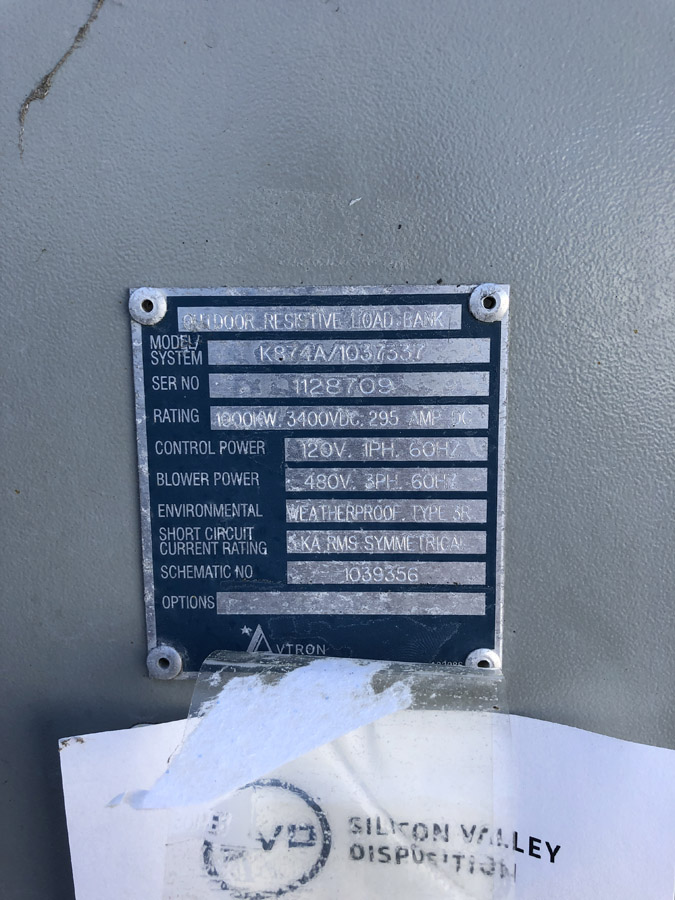 OUTDOOR RESISTIVE LOAD BANK
MODEL/
SYSTEM K874A/1037537
SER NO 1128709
RATING 1000KW, 3400VDC, 295 AMP DC
CONTROL POWER 120V, 1PH, 60HZ
BLOWER POWER 480V, 3PH, 60HZ
ENVIRONMENTAL WEATHERPROOF, TYPE 3R
SHORT CIRCUIT
CURRENT RATING KA RMS SYMMETRICAL
SCHEMATIC NO 1039356
OPTIONS
AVTRON
SILICON VALLEY
DISPOSITION